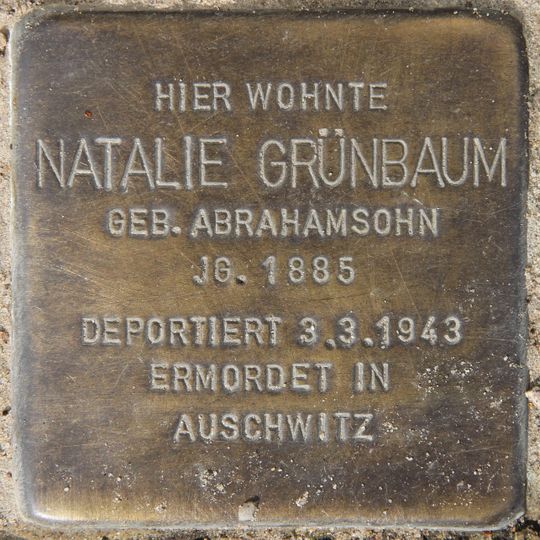 HIER WOHNTE
NATALIE GRÜNBAUM
GEB. ABRAHAMSOHN
JG. 1885
DEPORTIERT 3.3.1943
ERMORDET IN
AUSCHWITZ